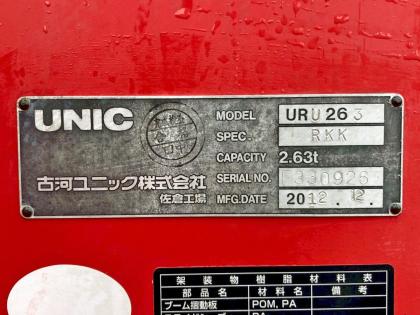 UNIC
MODEL URU263
SPEC. RKK
CAPACITY 2.63t
SERIAL NO.
MFG.DATE 2012.12.
古河ユニック株式会社
佐倉工場
架装物樹脂材料表
部品名 材料名 備考
ブーム摺動板 POM, PA
PA